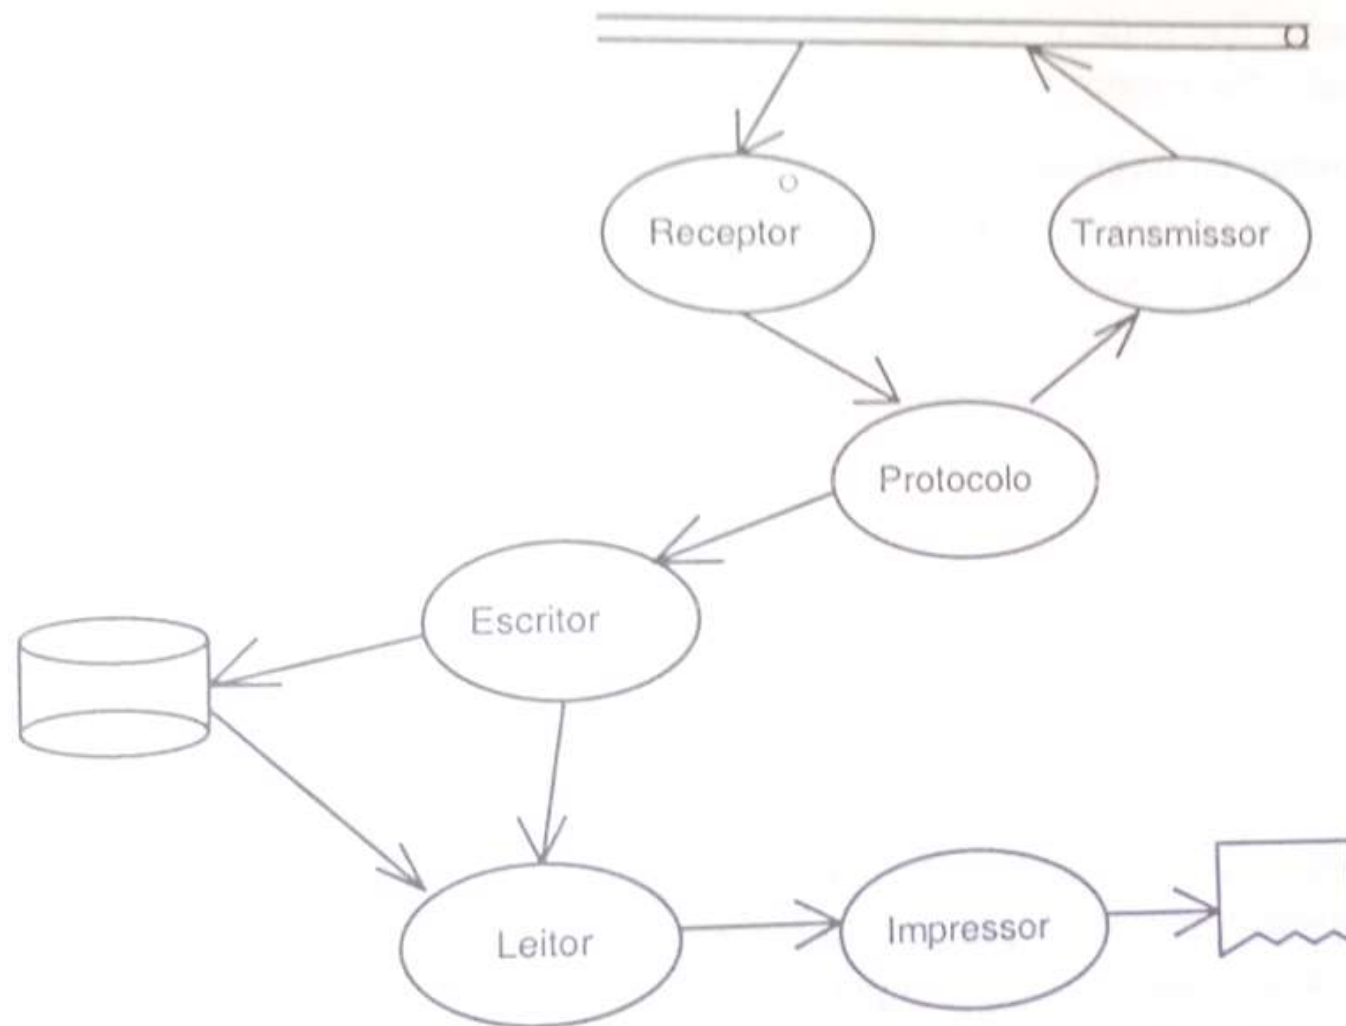 Receptor
Transmissor
Protocolo
Escritor
Leitor
Impressor